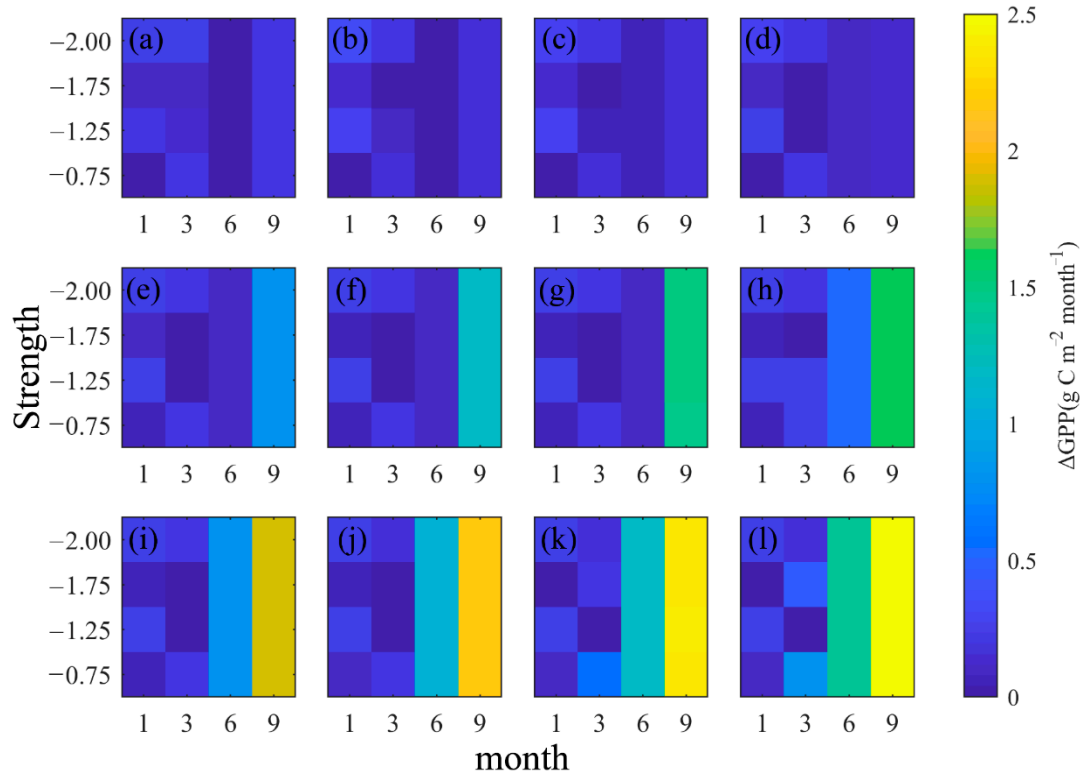 (a) (b) (c) (d)
−2.00
−1.75
−1.25
−0.75
1 3 6 9 1 3 6 9 1 3 6 9 1 3 6 9
(e) (f) (g) (h)
−2.00
−1.75
−1.25
−0.75
1 3 6 9 1 3 6 9 1 3 6 9 1 3 6 9
(i) (j) (k) (l)
−2.00
−1.75
−1.25
−0.75
1 3 6 9 1 3 6 9 1 3 6 9 1 3 6 9
Strength
month
2.5
2
1.5
1
0.5
0
ΔGPP(g C m⁻² month⁻¹)